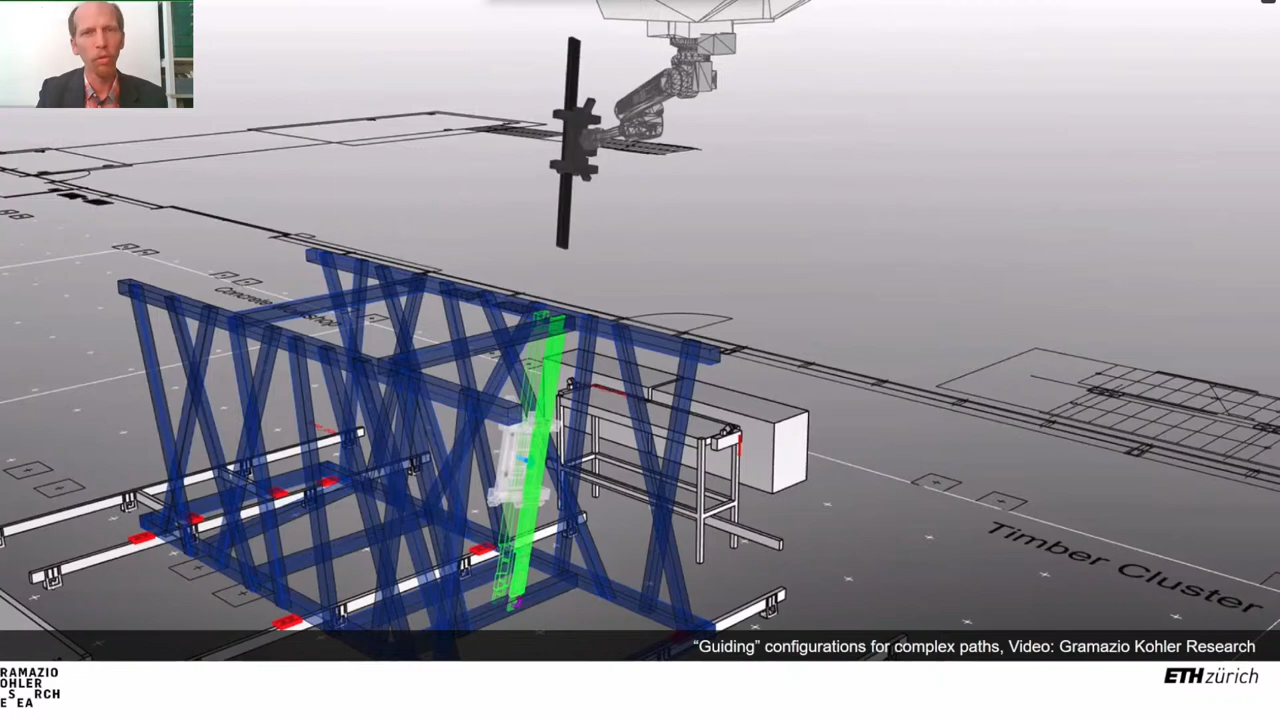 Timber Cluster
“Guiding” configurations for complex paths, Video: Gramazio Kohler Research
RAMAZIO
OHLER
S RCH
E EA
ETH zürich